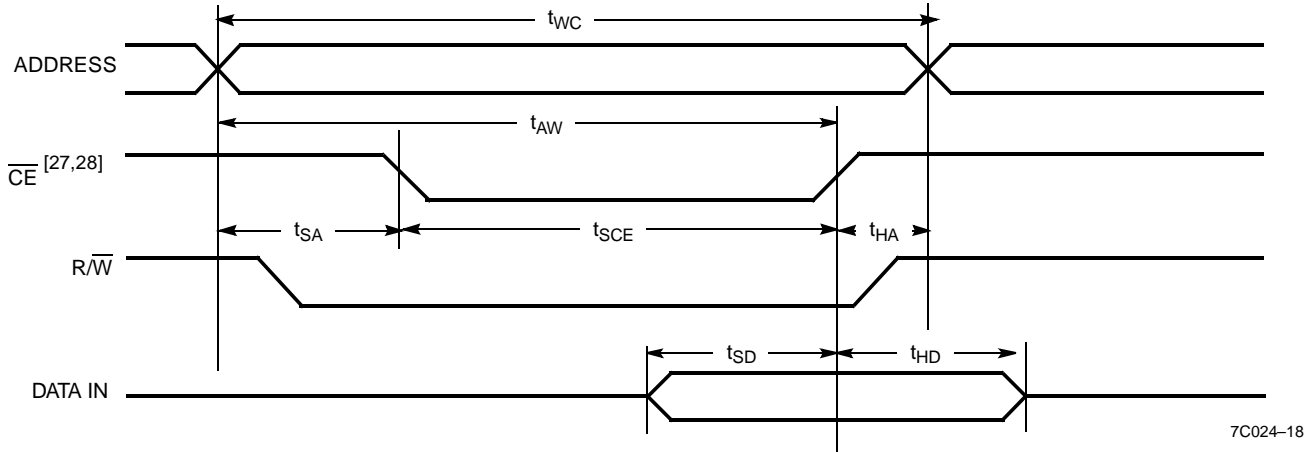 tWC
ADDRESS
tAW
CE [27,28]
tSA
tSCE
tHA
R/W
tSD
tHD
DATA IN
7C024–18